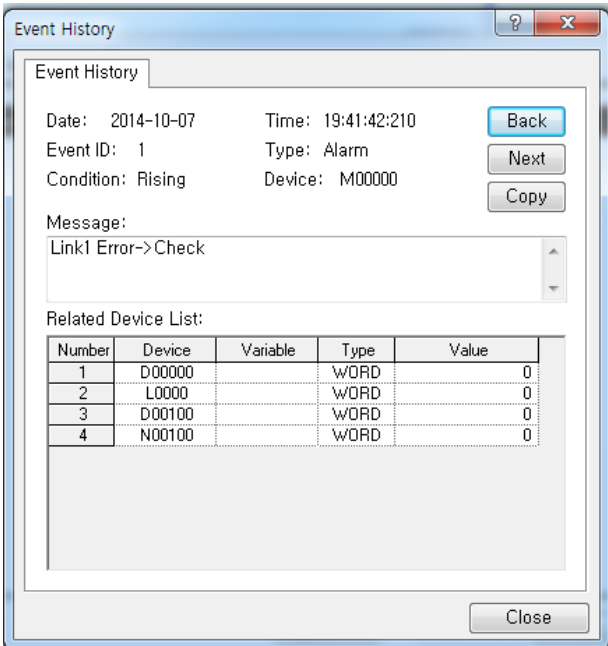 Event History
?
x
Event History
Date: 2014-10-07 Time: 19:41:42:210 Back
Event ID: 1 Type: Alarm Next
Condition: Rising Device: M00000 Copy
Message:
Link1 Error->Check
Related Device List:
Number Device Variable Type Value
1 D00000 WORD 0
2 L0000 WORD 0
3 D00100 WORD 0
4 N00100 WORD 0
Close